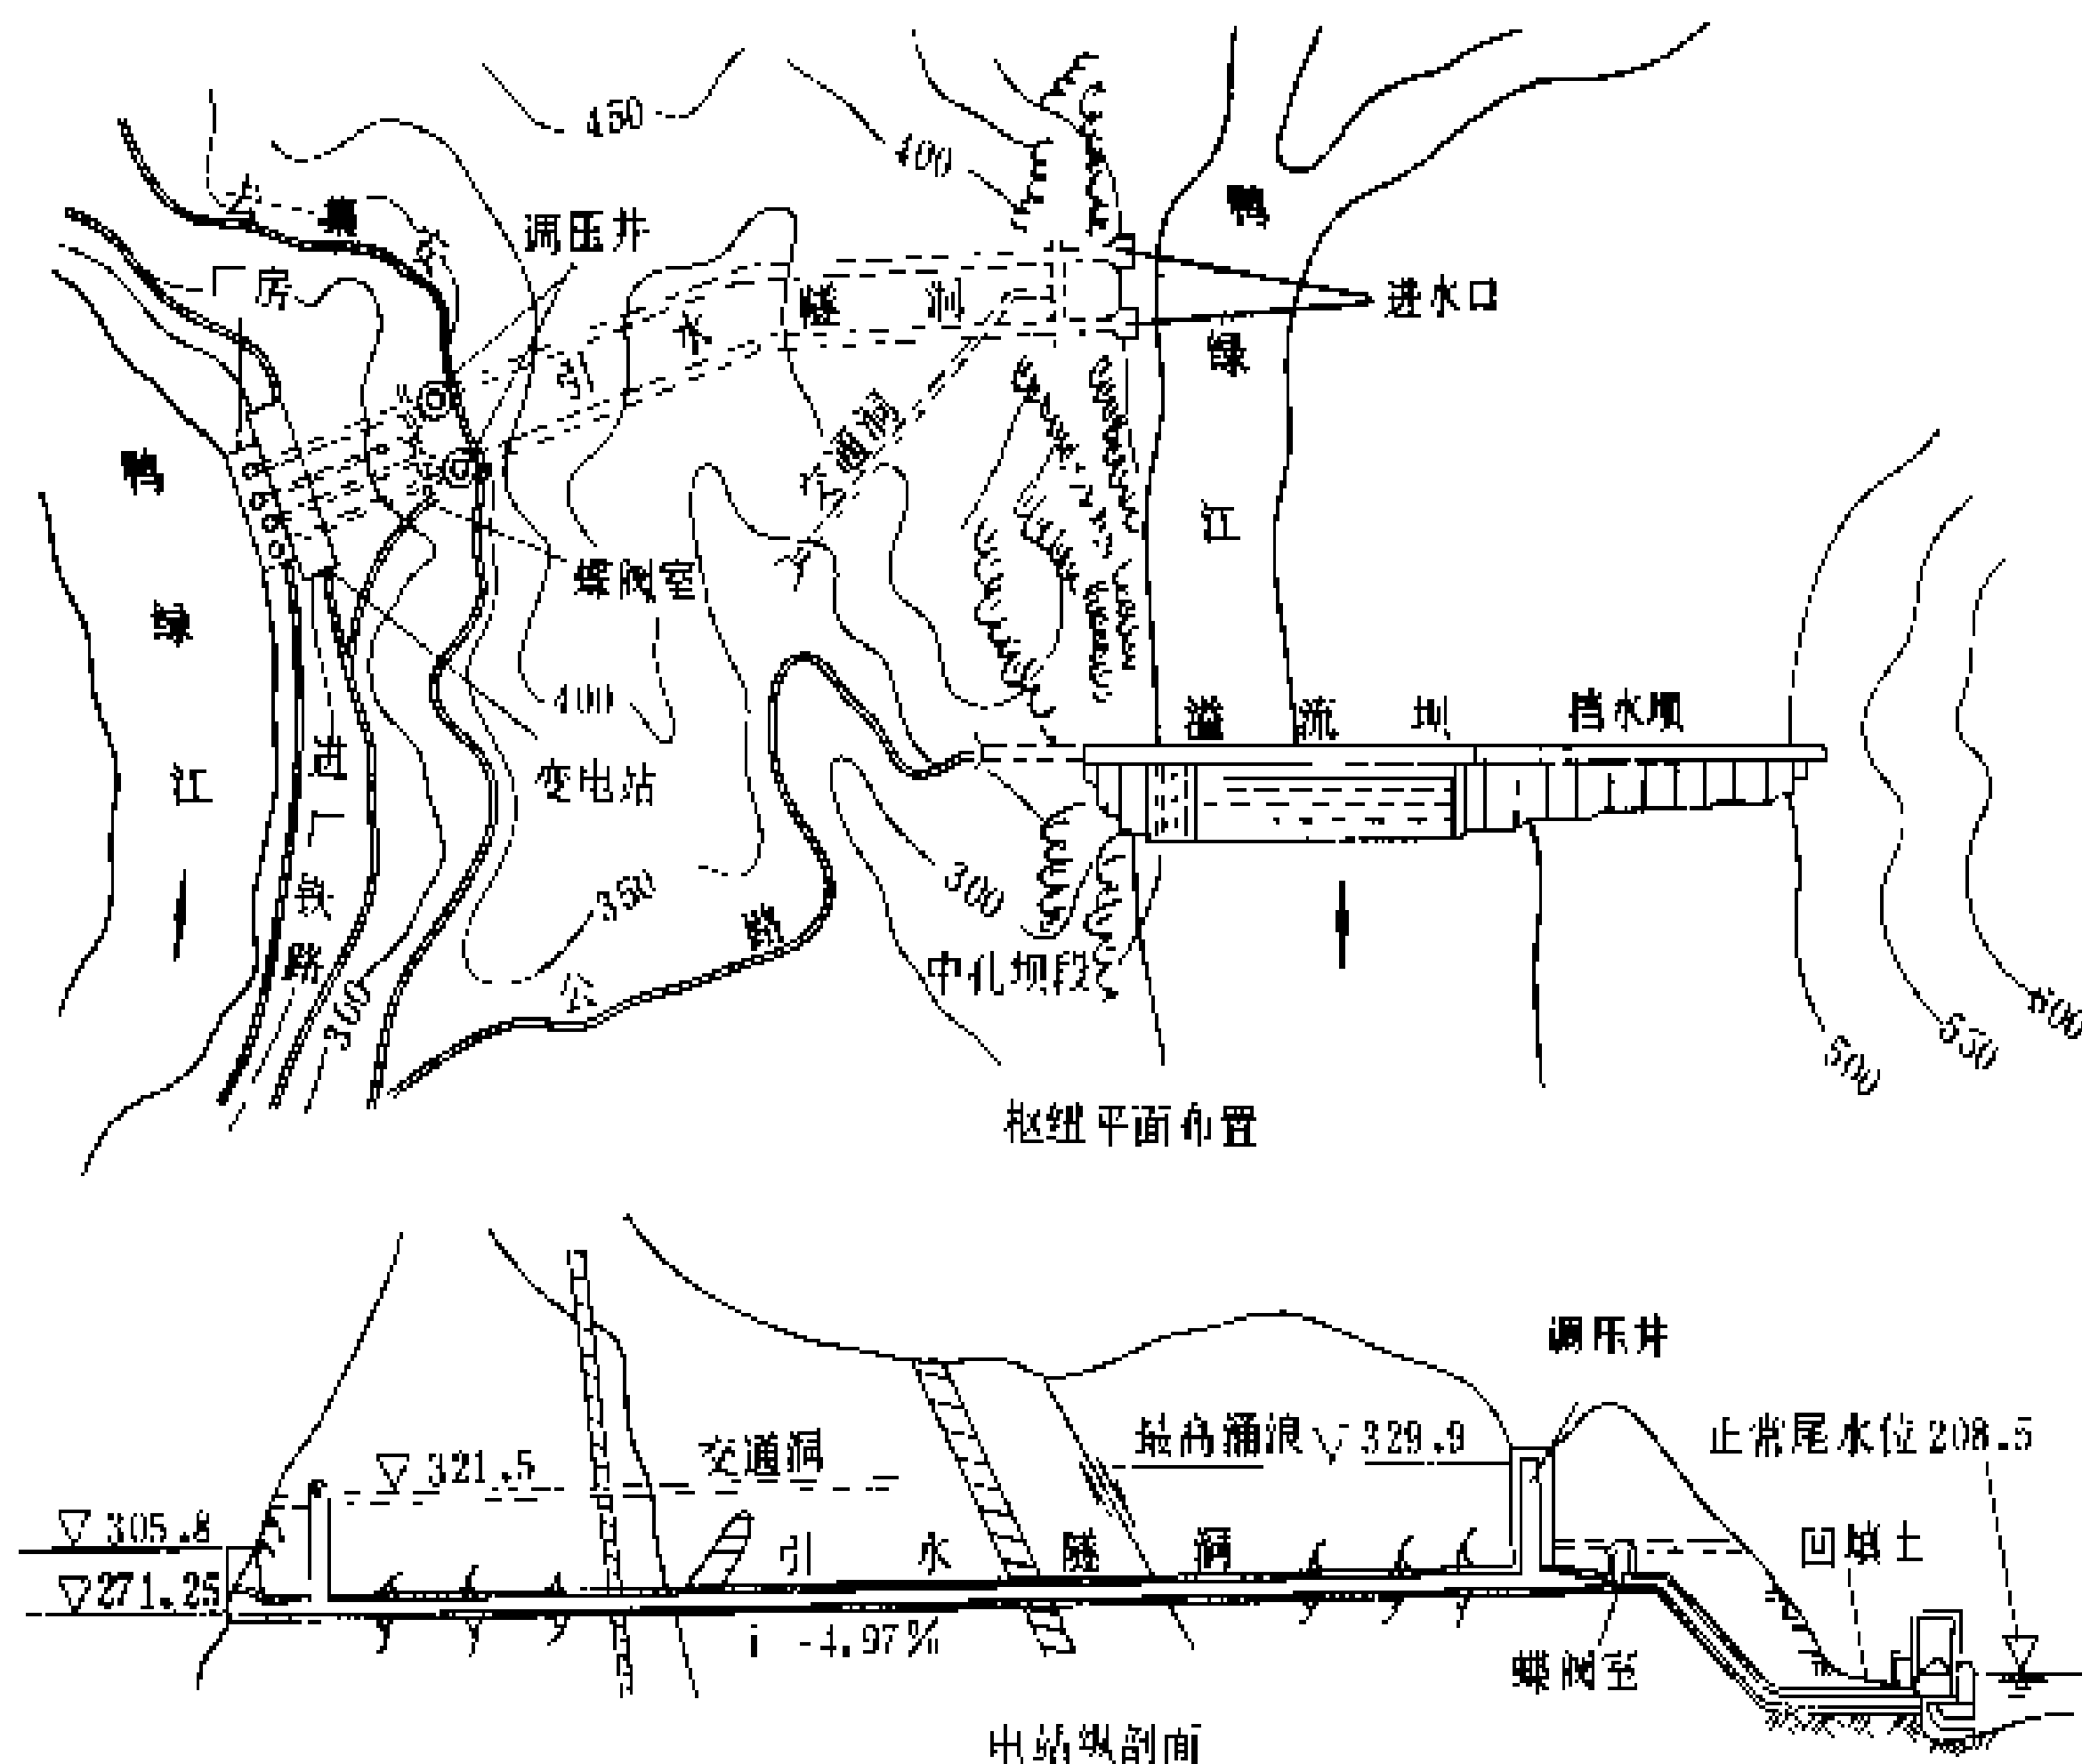 450
400
调压井
厂房
进水口
引水隧洞
交通洞
江
蝶阀室
400
溢流坝
挡水坝
变电站
江
进厂铁路
350
300
公路
中孔坝段
300
500
550
600
枢纽平面布置
调压井
最高涌浪▽329.9
正常尾水位208.5
▽321.5
交通洞
▽305.8
引水隧洞
回填土
▽271.25
i -4.97%
蝶阀室
电站纵剖面